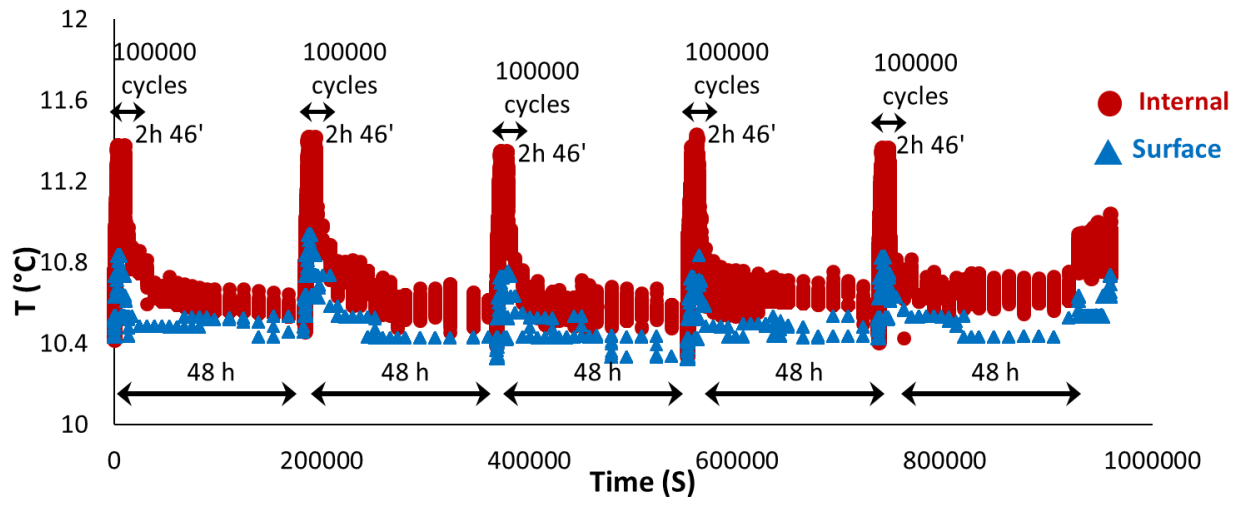 12
11.6
11.2
10.8
10.4
10
T (°C)
100000
cycles
2h 46'
100000
cycles
2h 46'
100000
cycles
2h 46'
100000
cycles
2h 46'
100000
cycles
2h 46'
Internal
Surface
48 h
48 h
48 h
48 h
48 h
0
200000
400000
600000
800000
1000000
Time (S)